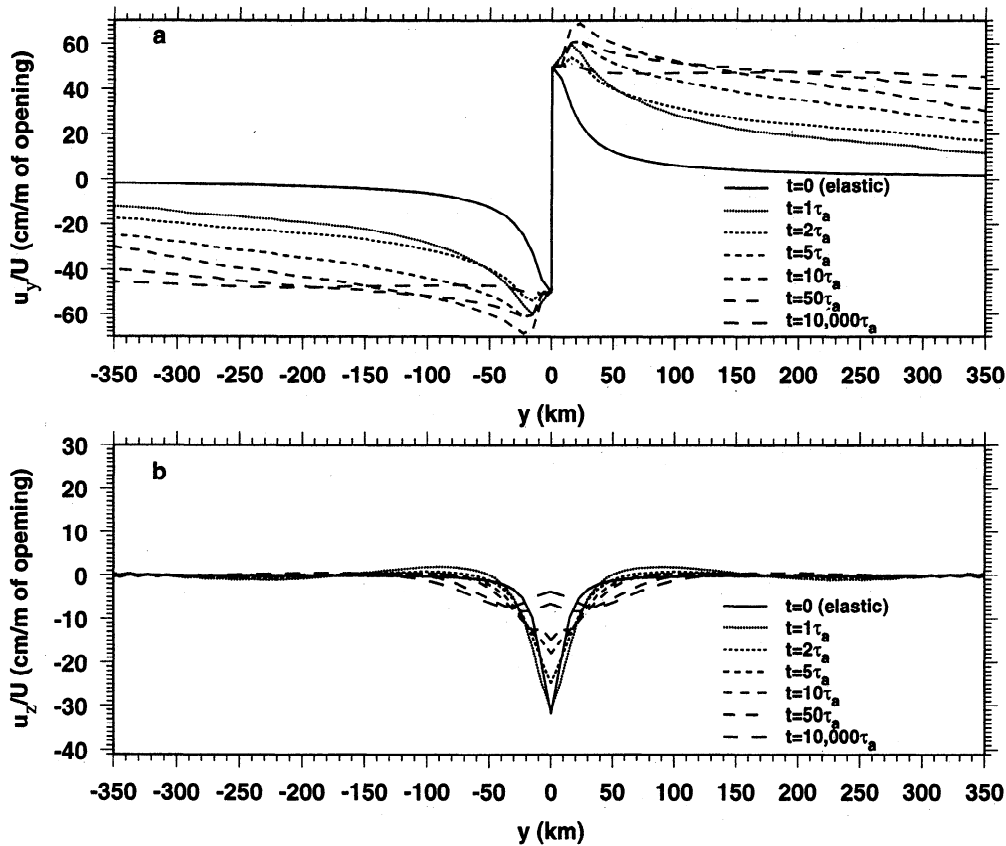 a
u_y/U (cm/m of opening)
60
40
20
0
-20
-40
-60
t=0 (elastic)
t=1τ_a
t=2τ_a
t=5τ_a
t=10τ_a
t=50τ_a
t=10,000τ_a
-350 -300 -250 -200 -150 -100 -50 0 50 100 150 200 250 300 350
y (km)
b
u_z/U (cm/m of opeming)
30
20
10
0
-10
-20
-30
-40
t=0 (elastic)
t=1τ_a
t=2τ_a
t=5τ_a
t=10τ_a
t=50τ_a
t=10,000τ_a
-350 -300 -250 -200 -150 -100 -50 0 50 100 150 200 250 300 350
y (km)